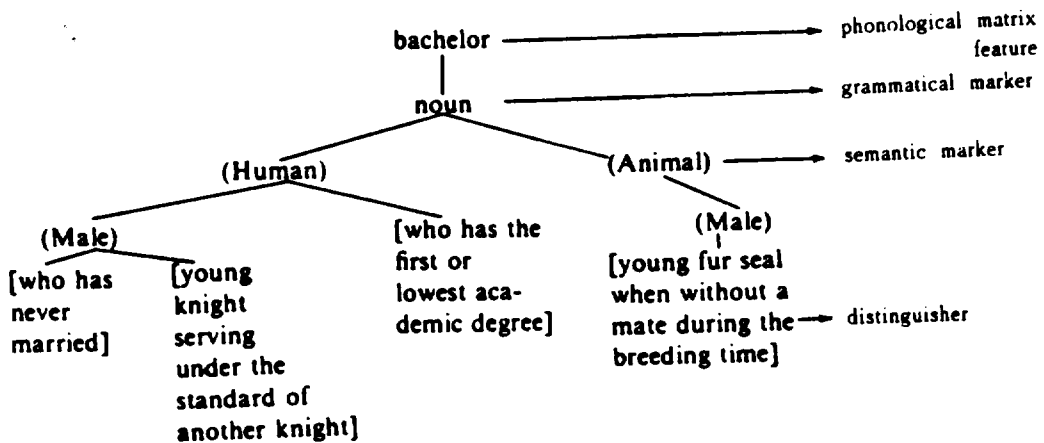 bachelor
phonological matrix
feature
noun
grammatical marker
(Human)
(Animal)
semantic marker
(Male)
[who has
never
married]
[young
knight
serving
under the
standard of
another knight]
[who has the
first or
lowest aca-
demic degree]
(Male)
[young fur seal
when without a
mate during the
breeding time]
distinguisher